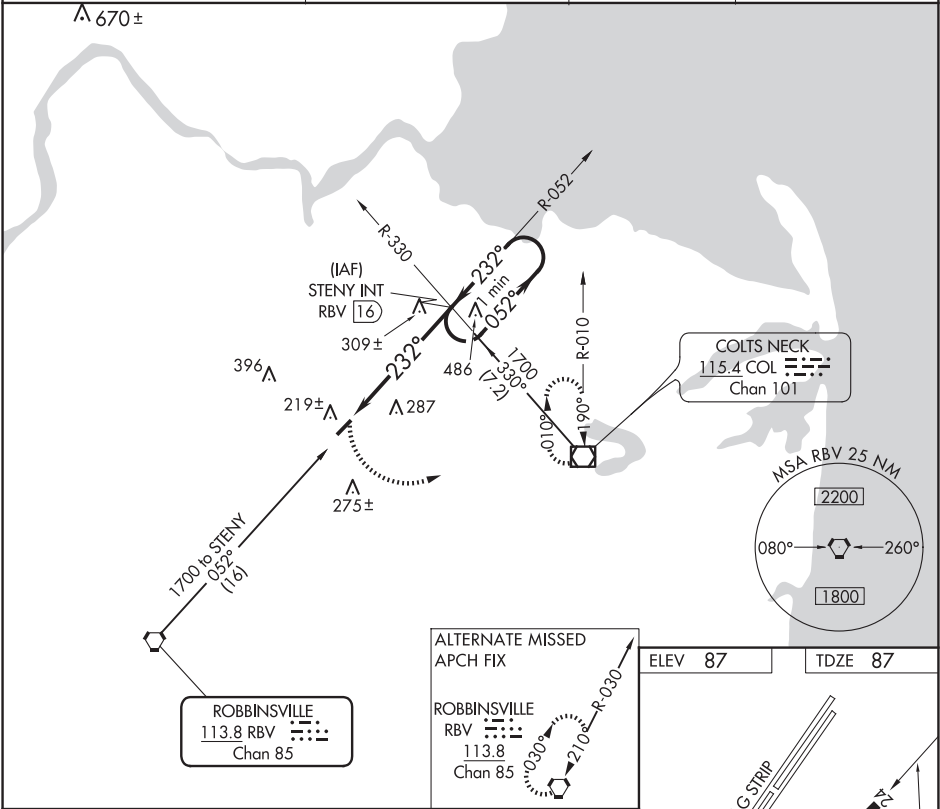 670 ±
R-052
R-330
232°
(IAF)
STENY INT
RBV 16
1 min
052°
309±
486
232°
R-010
1700
330°
(7.2)
COLTS NECK
115.4 COL
Chan 101
396
219±
287
010°
190°
275±
MSA RBV 25 NM
2200
080°
260°
1800
1700 to STENY
052°
(16)
ROBBINSVILLE
113.8 RBV
Chan 85
ALTERNATE MISSED
APCH FIX
ROBBINSVILLE
RBV
113.8
Chan 85
R-030
030°
210°
ELEV 87
TDZE 87
G STRIP
24